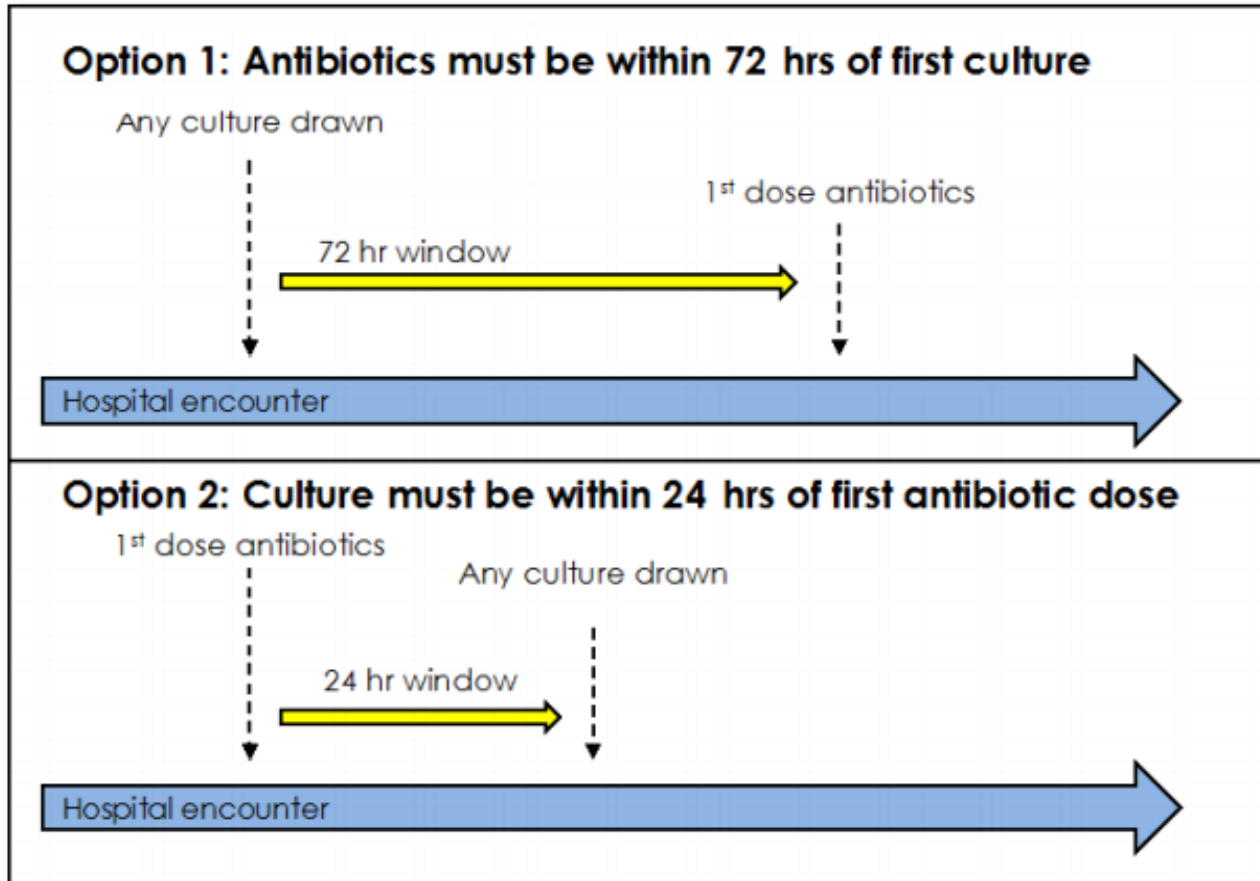 Option 1: Antibiotics must be within 72 hrs of first culture
Any culture drawn
1st dose antibiotics
72 hr window
Hospital encounter
Option 2: Culture must be within 24 hrs of first antibiotic dose
1st dose antibiotics
Any culture drawn
24 hr window
Hospital encounter